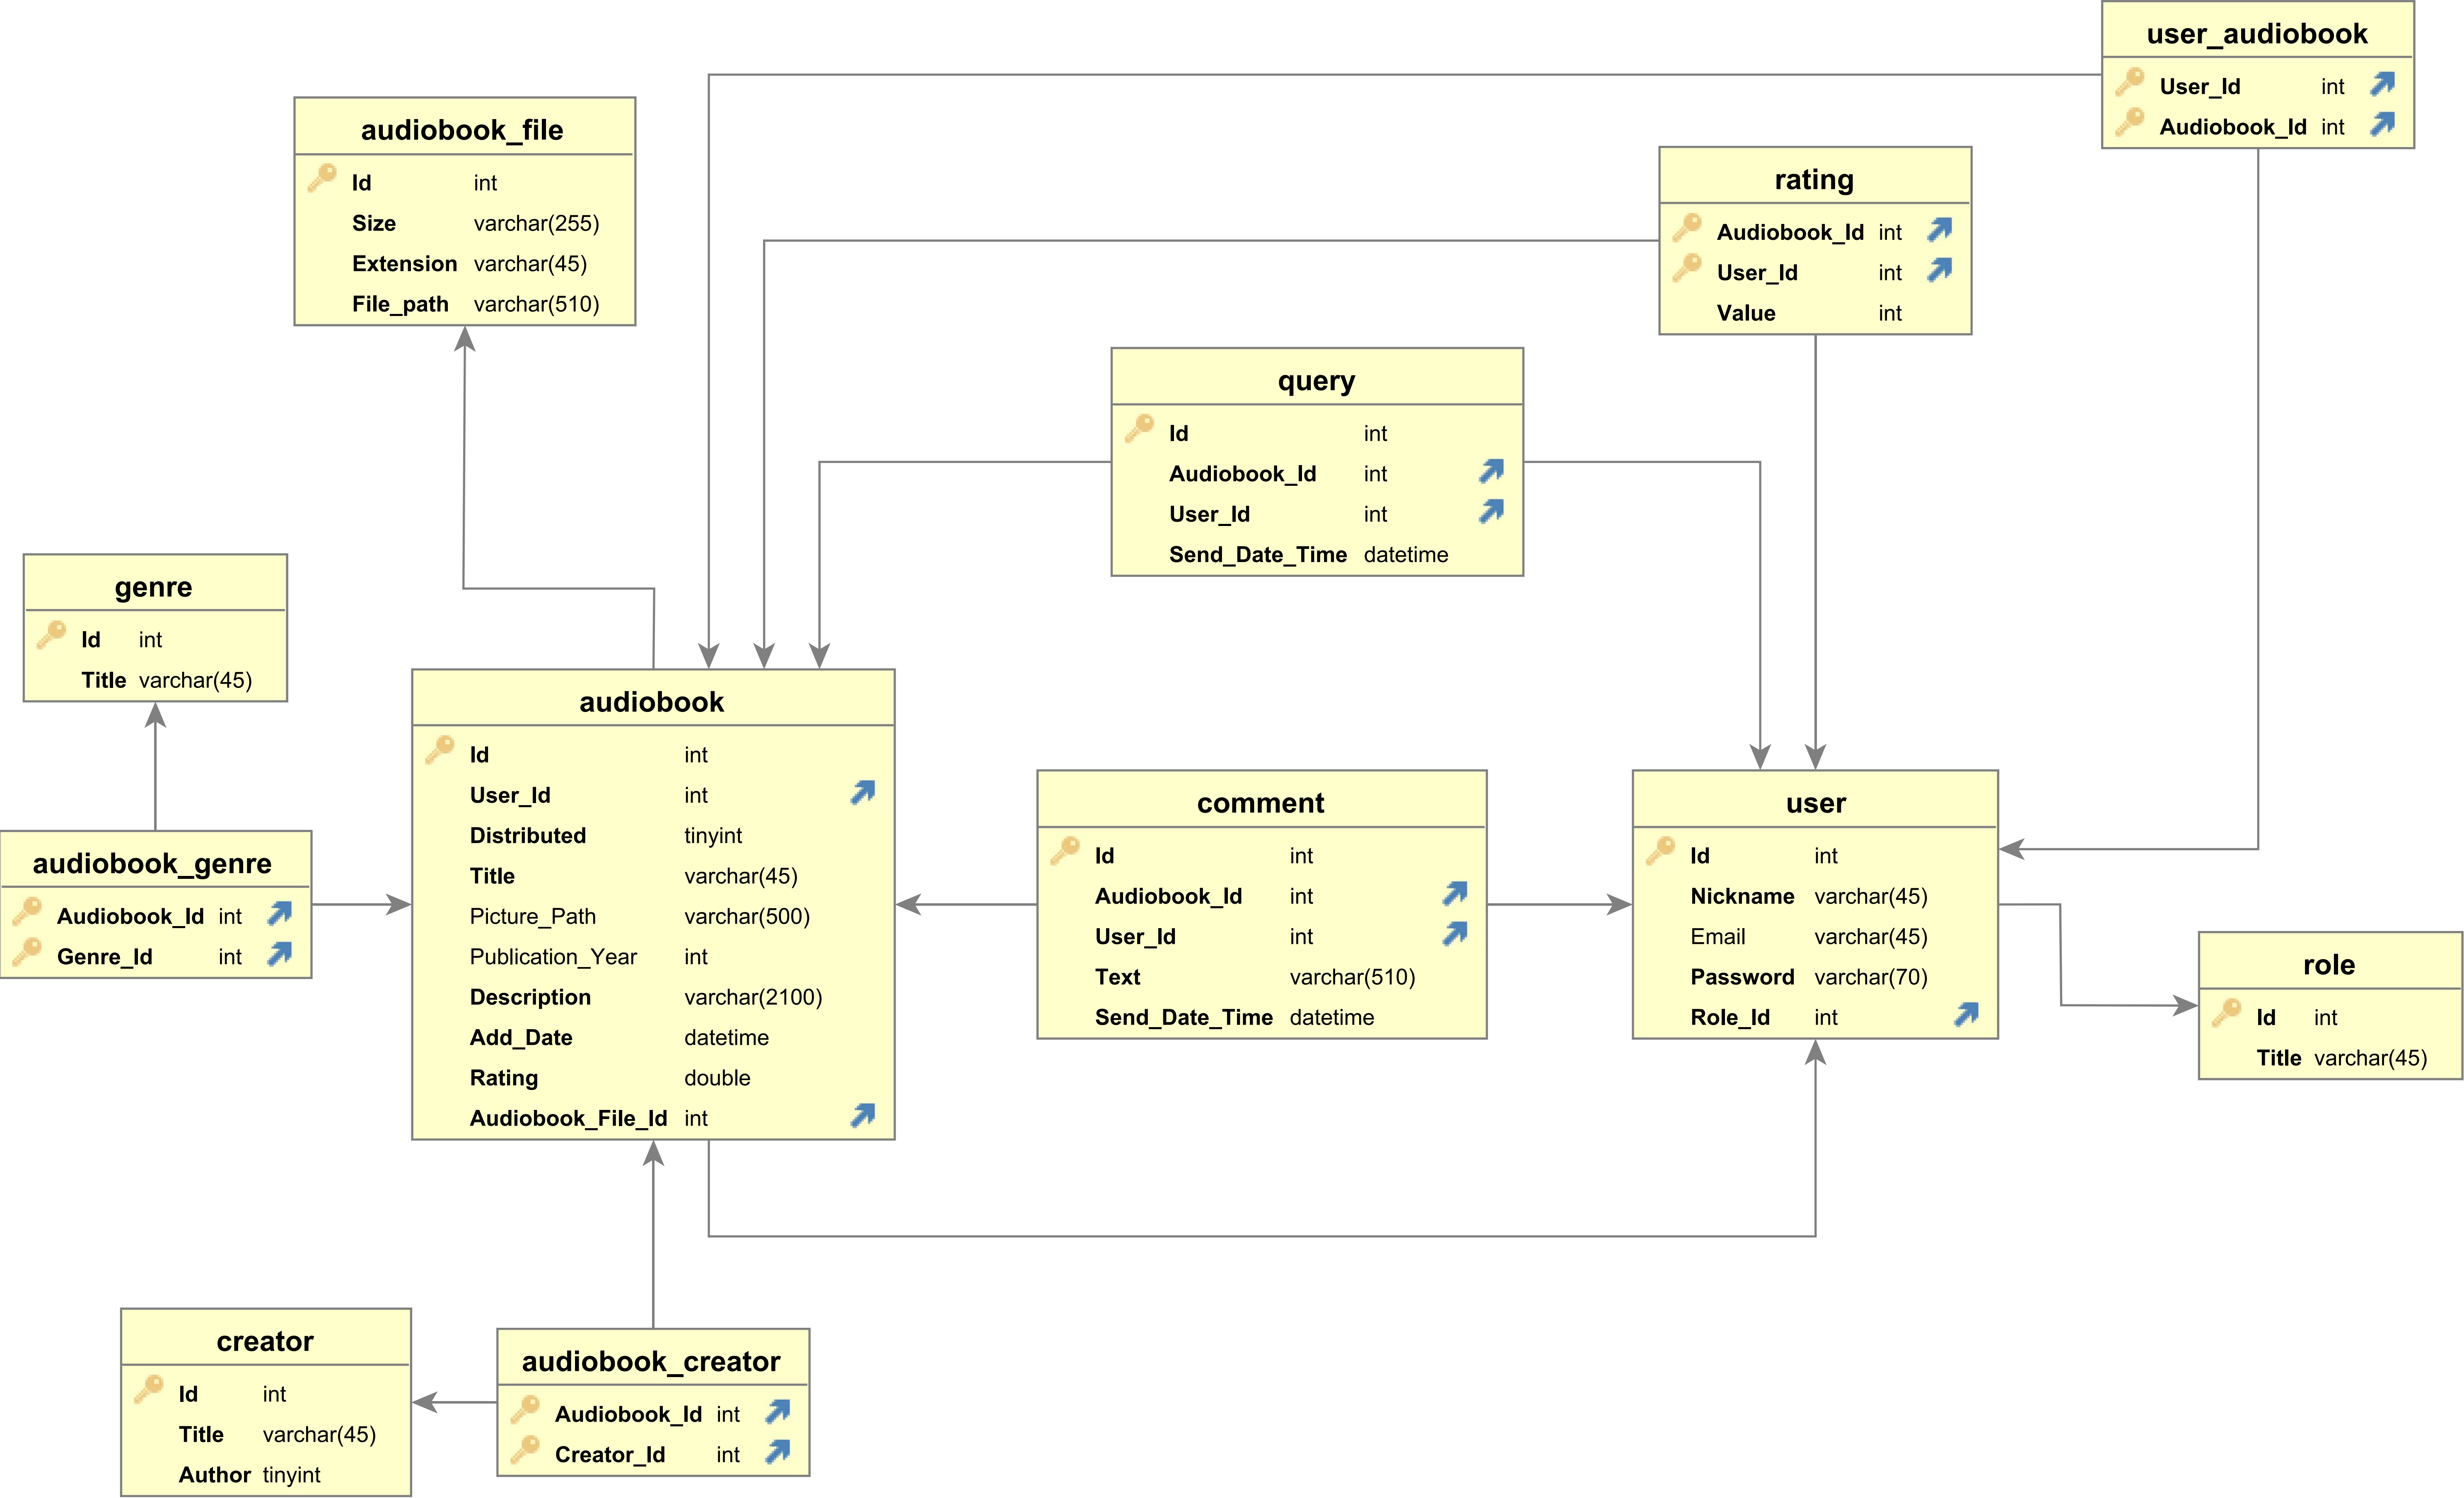 user_audiobook
User_Id int
Audiobook_Id int
audiobook_file
Id int
Size varchar(255)
Extension varchar(45)
File_path varchar(510)
rating
Audiobook_Id int
User_Id int
Value int
query
Id int
Audiobook_Id int
User_Id int
Send_Date_Time datetime
genre
Id int
Title varchar(45)
audiobook
Id int
User_Id int
Distributed tinyint
Title varchar(45)
Picture_Path varchar(500)
Publication_Year int
Description varchar(2100)
Add_Date datetime
Rating double
Audiobook_File_Id int
comment
Id int
Audiobook_Id int
User_Id int
Text varchar(510)
Send_Date_Time datetime
user
Id int
Nickname varchar(45)
Email varchar(45)
Password varchar(70)
Role_Id int
audiobook_genre
Audiobook_Id int
Genre_Id int
role
Id int
Title varchar(45)
creator
Id int
Title varchar(45)
Author tinyint
audiobook_creator
Audiobook_Id int
Creator_Id int